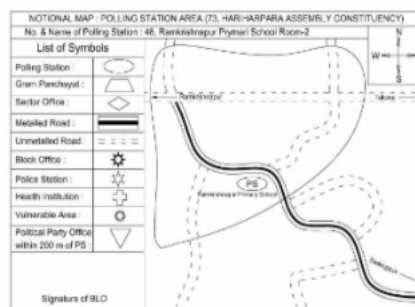 NOTIONAL MAP : POLLING STATION AREA (73, HARIHARPARA ASSEMBLY CONSTITUENCY)
No. & Name of Polling Station : 48, Ramkrishnapur Prymari School Room-2
List of Symbols
Polling Station :
Gram Panchayat :
Sector Office :
Metalled Road :
Unmetalled Road :
Block Office :
Police Station :
Health Institution :
Vulnerable Area :
Political Party Office
within 200 m of PS :
Signature of BLO
N
W
E
S
Ramkrishnapur
PS
Ramkrishnapur Primary School